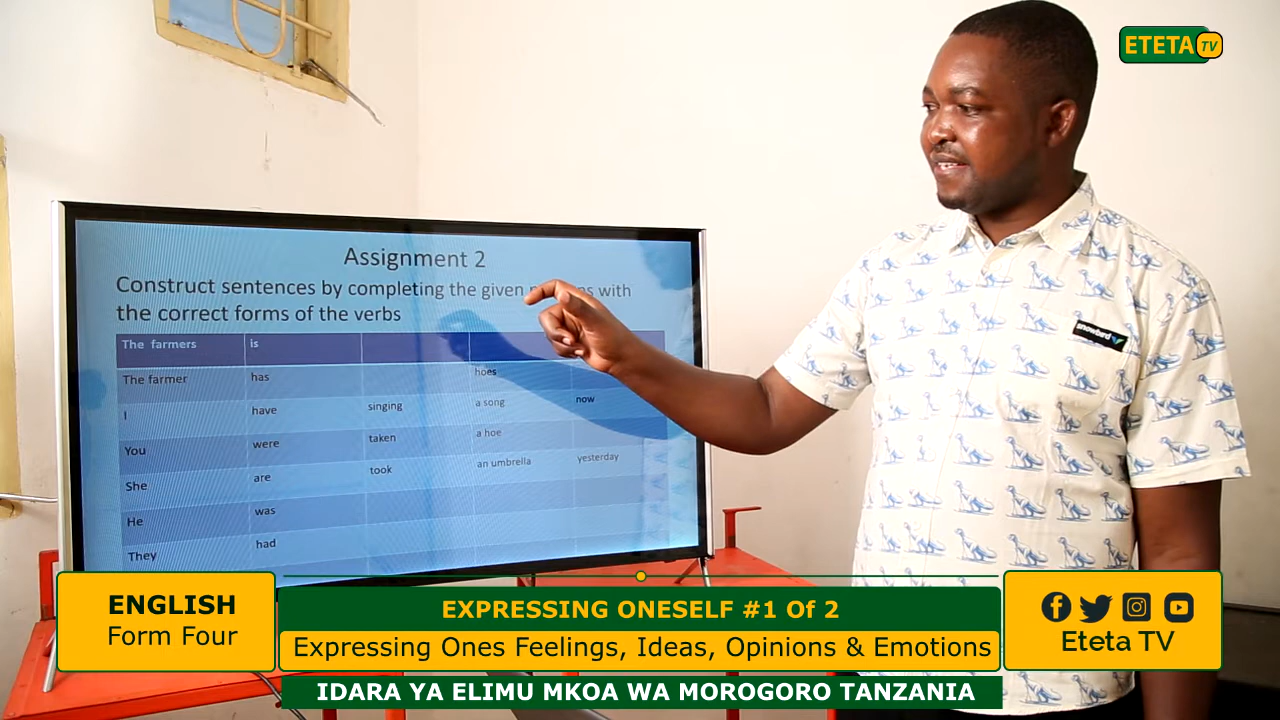 ETETA TV
Assignment 2
Construct sentences by completing the given with
the correct forms of the verbs
The farmers is
The farmer has hoes
I have singing a song now
You were taken a hoe
She are took an umbrella yesterday
He was
They had
snowbird
ENGLISH
Form Four
EXPRESSING ONESELF #1 Of 2
Expressing Ones Feelings, Ideas, Opinions & Emotions
Eteta TV
IDARA YA ELIMU MKOA WA MOROGORO TANZANIA